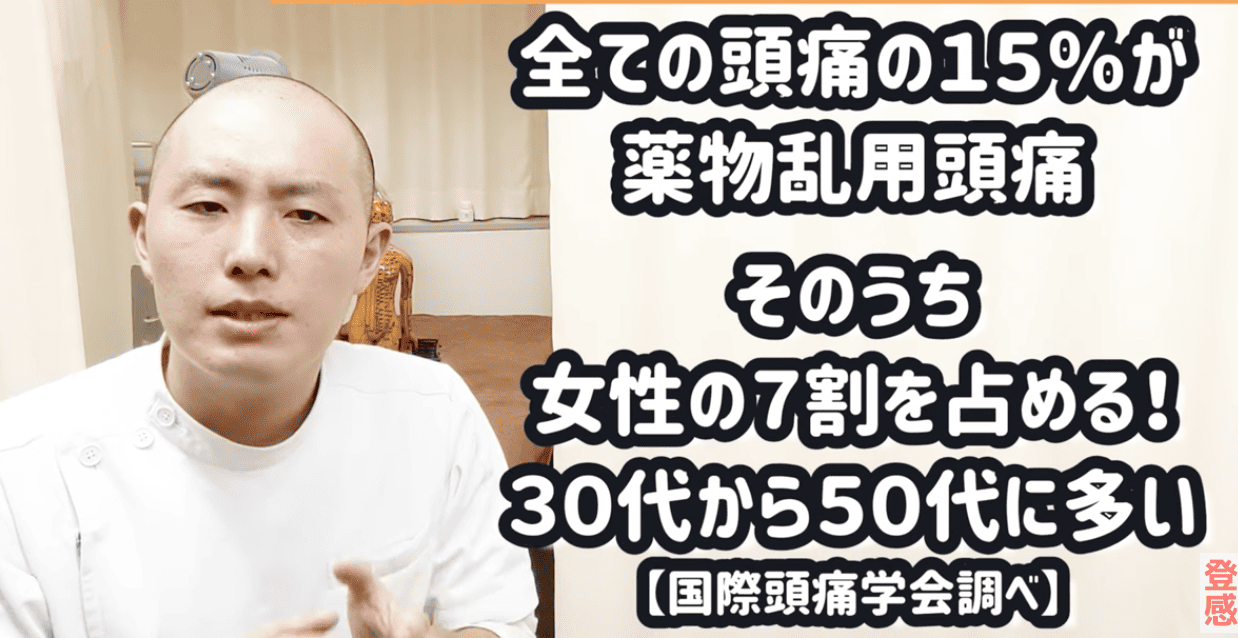 全ての頭痛の15%が
薬物乱用頭痛
そのうち
女性の7割を占める!
30代から50代に多い
【国際頭痛学会調べ】
登
感